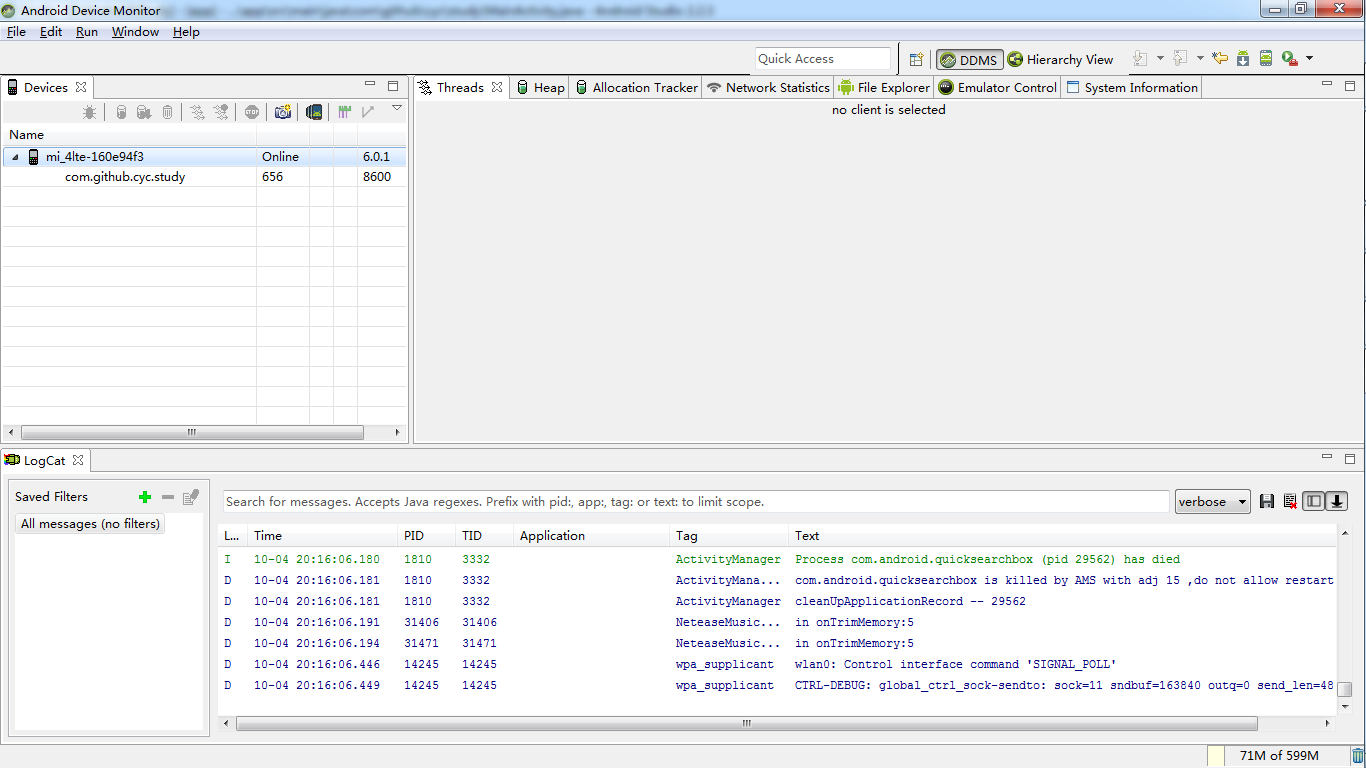 Android Device Monitor
File Edit Run Window Help
Quick Access DDMS Hierarchy View
Devices
Name
mi_4lte-160e94f3 Online 6.0.1
com.github.cyc.study 656 8600
Threads Heap Allocation Tracker Network Statistics File Explorer Emulator Control System Information
no client is selected
LogCat
Saved Filters
All messages (no filters)
Search for messages. Accepts Java regexes. Prefix with pid:, app:, tag: or text: to limit scope. verbose
L... Time PID TID Application Tag Text
I 10-04 20:16:06.180 1810 3332 ActivityManager Process com.android.quicksearchbox (pid 29562) has died
D 10-04 20:16:06.181 1810 3332 ActivityMana... com.android.quicksearchbox is killed by AMS with adj 15 ,do not allow restart
D 10-04 20:16:06.181 1810 3332 ActivityManager cleanUpApplicationRecord -- 29562
D 10-04 20:16:06.191 31406 31406 NeteaseMusic... in onTrimMemory:5
D 10-04 20:16:06.194 31471 31471 NeteaseMusic... in onTrimMemory:5
D 10-04 20:16:06.446 14245 14245 wpa_supplicant wlan0: Control interface command 'SIGNAL_POLL'
D 10-04 20:16:06.449 14245 14245 wpa_supplicant CTRL-DEBUG: global_ctrl_sock-sendto: sock=11 sndbuf=163840 outq=0 send_len=48
71M of 599M